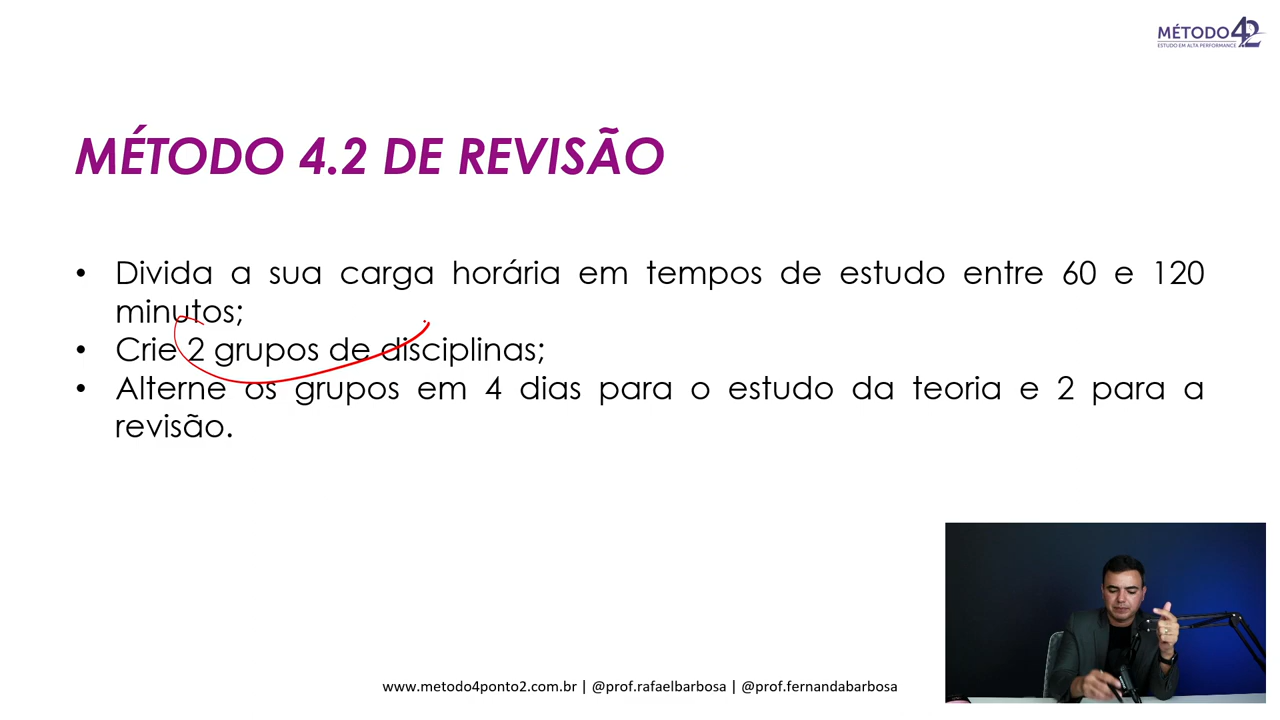 MÉTODO 4.2
ESTUDO EM ALTA PERFORMANCE
MÉTODO 4.2 DE REVISÃO
• Divida a sua carga horária em tempos de estudo entre 60 e 120
minutos;
• Crie 2 grupos de disciplinas;
• Alterne os grupos em 4 dias para o estudo da teoria e 2 para a
revisão.
www.metodo4ponto2.com.br | @prof.rafaelbarbosa | @prof.fernandabarbosa